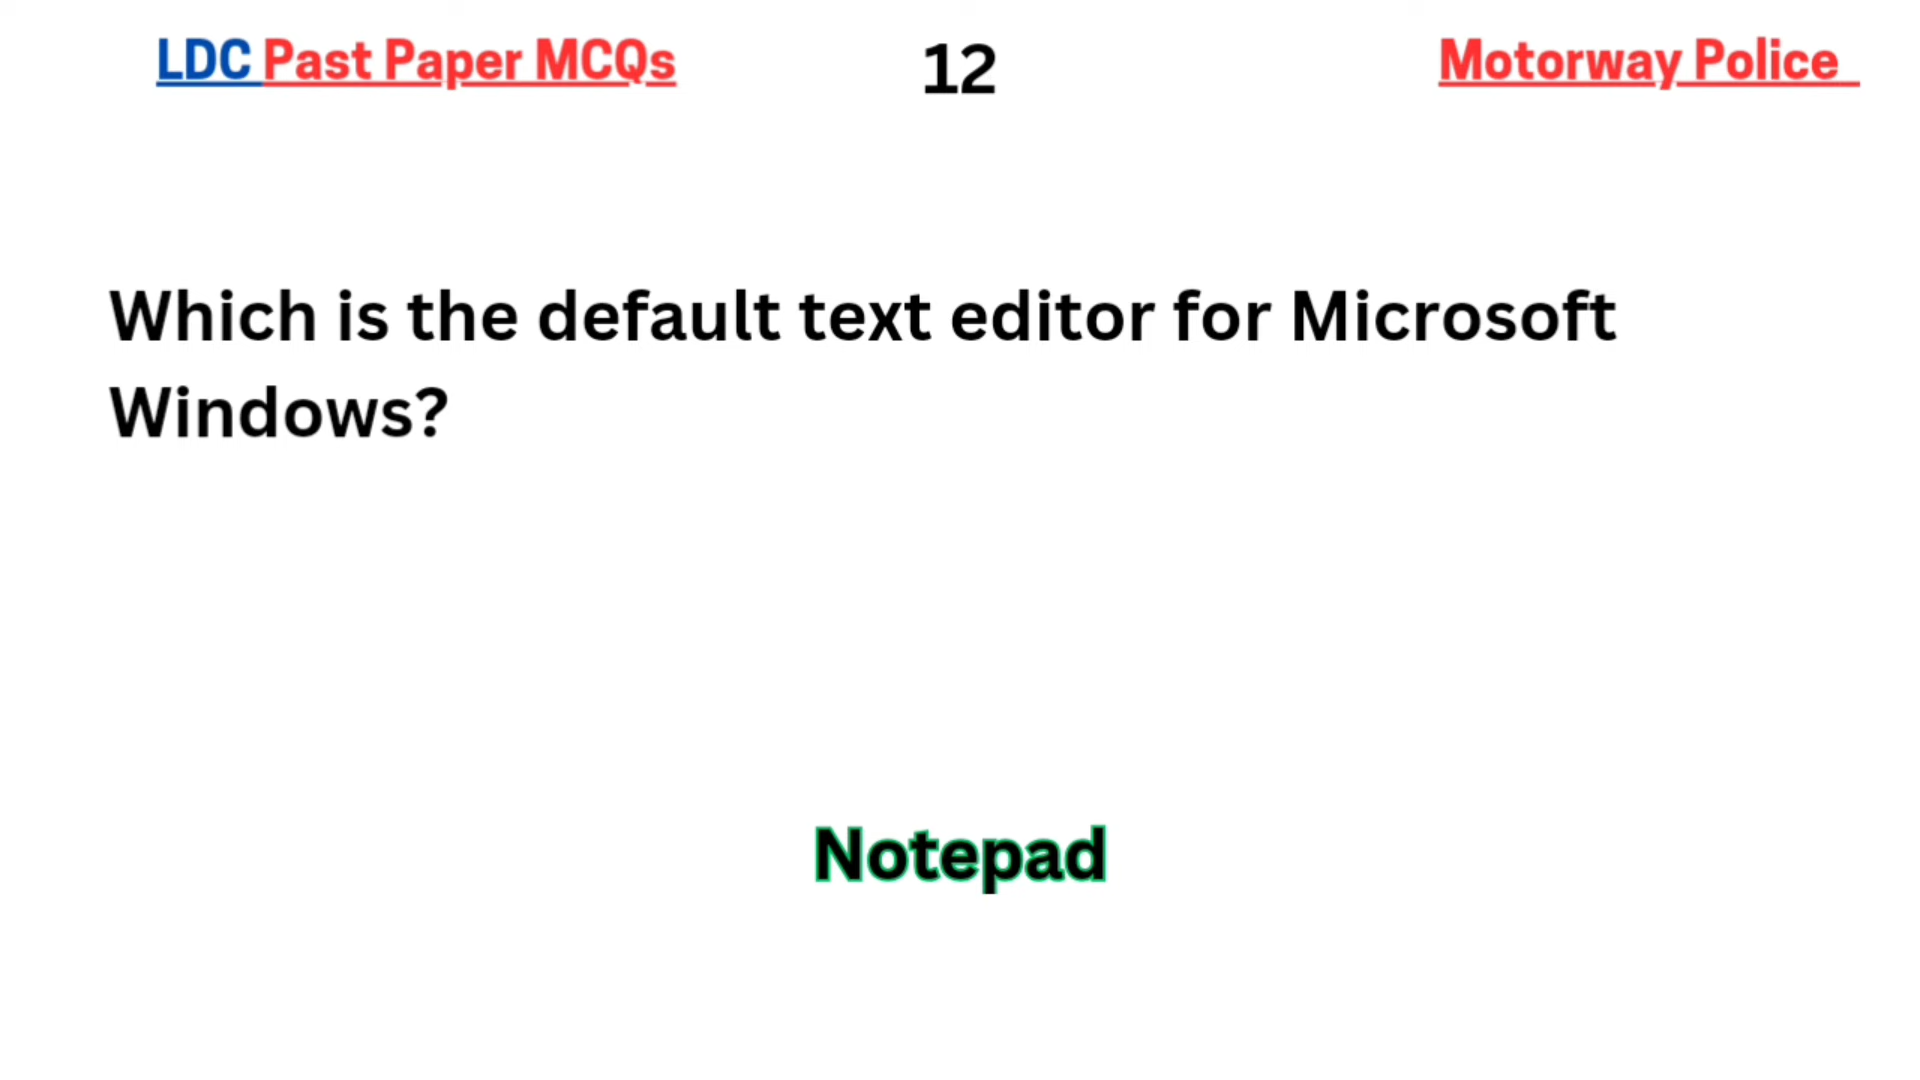 LDC Past Paper MCQs
12
Motorway Police
Which is the default text editor for Microsoft
Windows?
Notepad